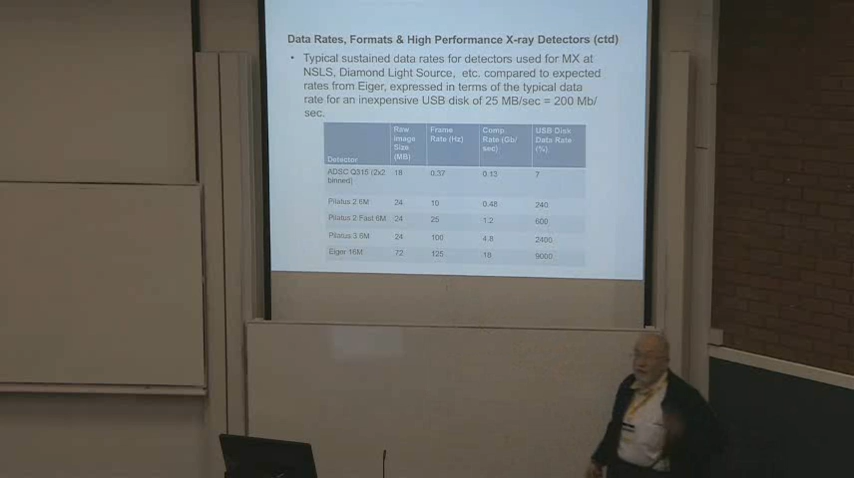 Data Rates, Formats & High Performance X-ray Detectors (ctd)
• Typical sustained data rates for detectors used for MX at
NSLS, Diamond Light Source, etc. compared to expected
rates from Eiger, expressed in terms of the typical data
rate for an inexpensive USB disk of 25 MB/sec = 200 Mb/
sec.
Detector Raw Image Size (MB) Frame Rate (Hz) Comp. Rate (Gb/sec) USB Disk Data Rate (%)
ADSC Q315 (2x2 binned) 18 0.37 0.13 7
Pilatus 2 6M 24 10 0.48 240
Pilatus 2 Fast 6M 24 25 1.2 600
Pilatus 3 6M 24 100 4.8 2400
Eiger 16M 72 125 18 9000